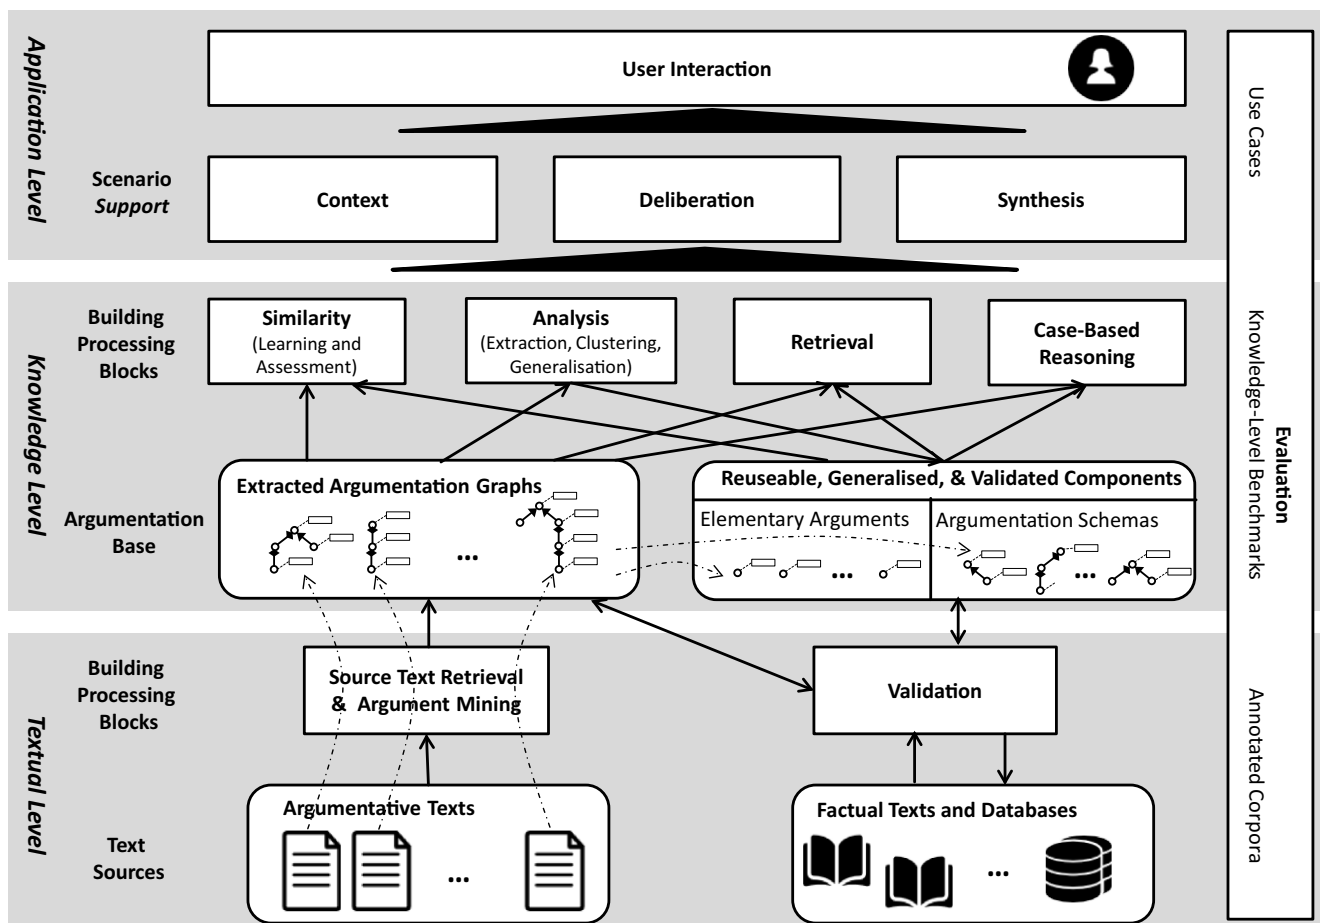 Application Level
User Interaction
Scenario
Support
Context
Deliberation
Synthesis
Use Cases
Knowledge Level
Building
Processing
Blocks
Similarity
(Learning and
Assessment)
Analysis
(Extraction, Clustering,
Generalisation)
Retrieval
Case-Based
Reasoning
Knowledge-Level Benchmarks
Evaluation
Argumentation
Base
Extracted Argumentation Graphs
...
Reuseable, Generalised, & Validated Components
Elementary Arguments
...
Argumentation Schemas
...
Textual Level
Building
Processing
Blocks
Source Text Retrieval
& Argument Mining
Validation
Annotated Corpora
Text
Sources
Argumentative Texts
...
Factual Texts and Databases
...